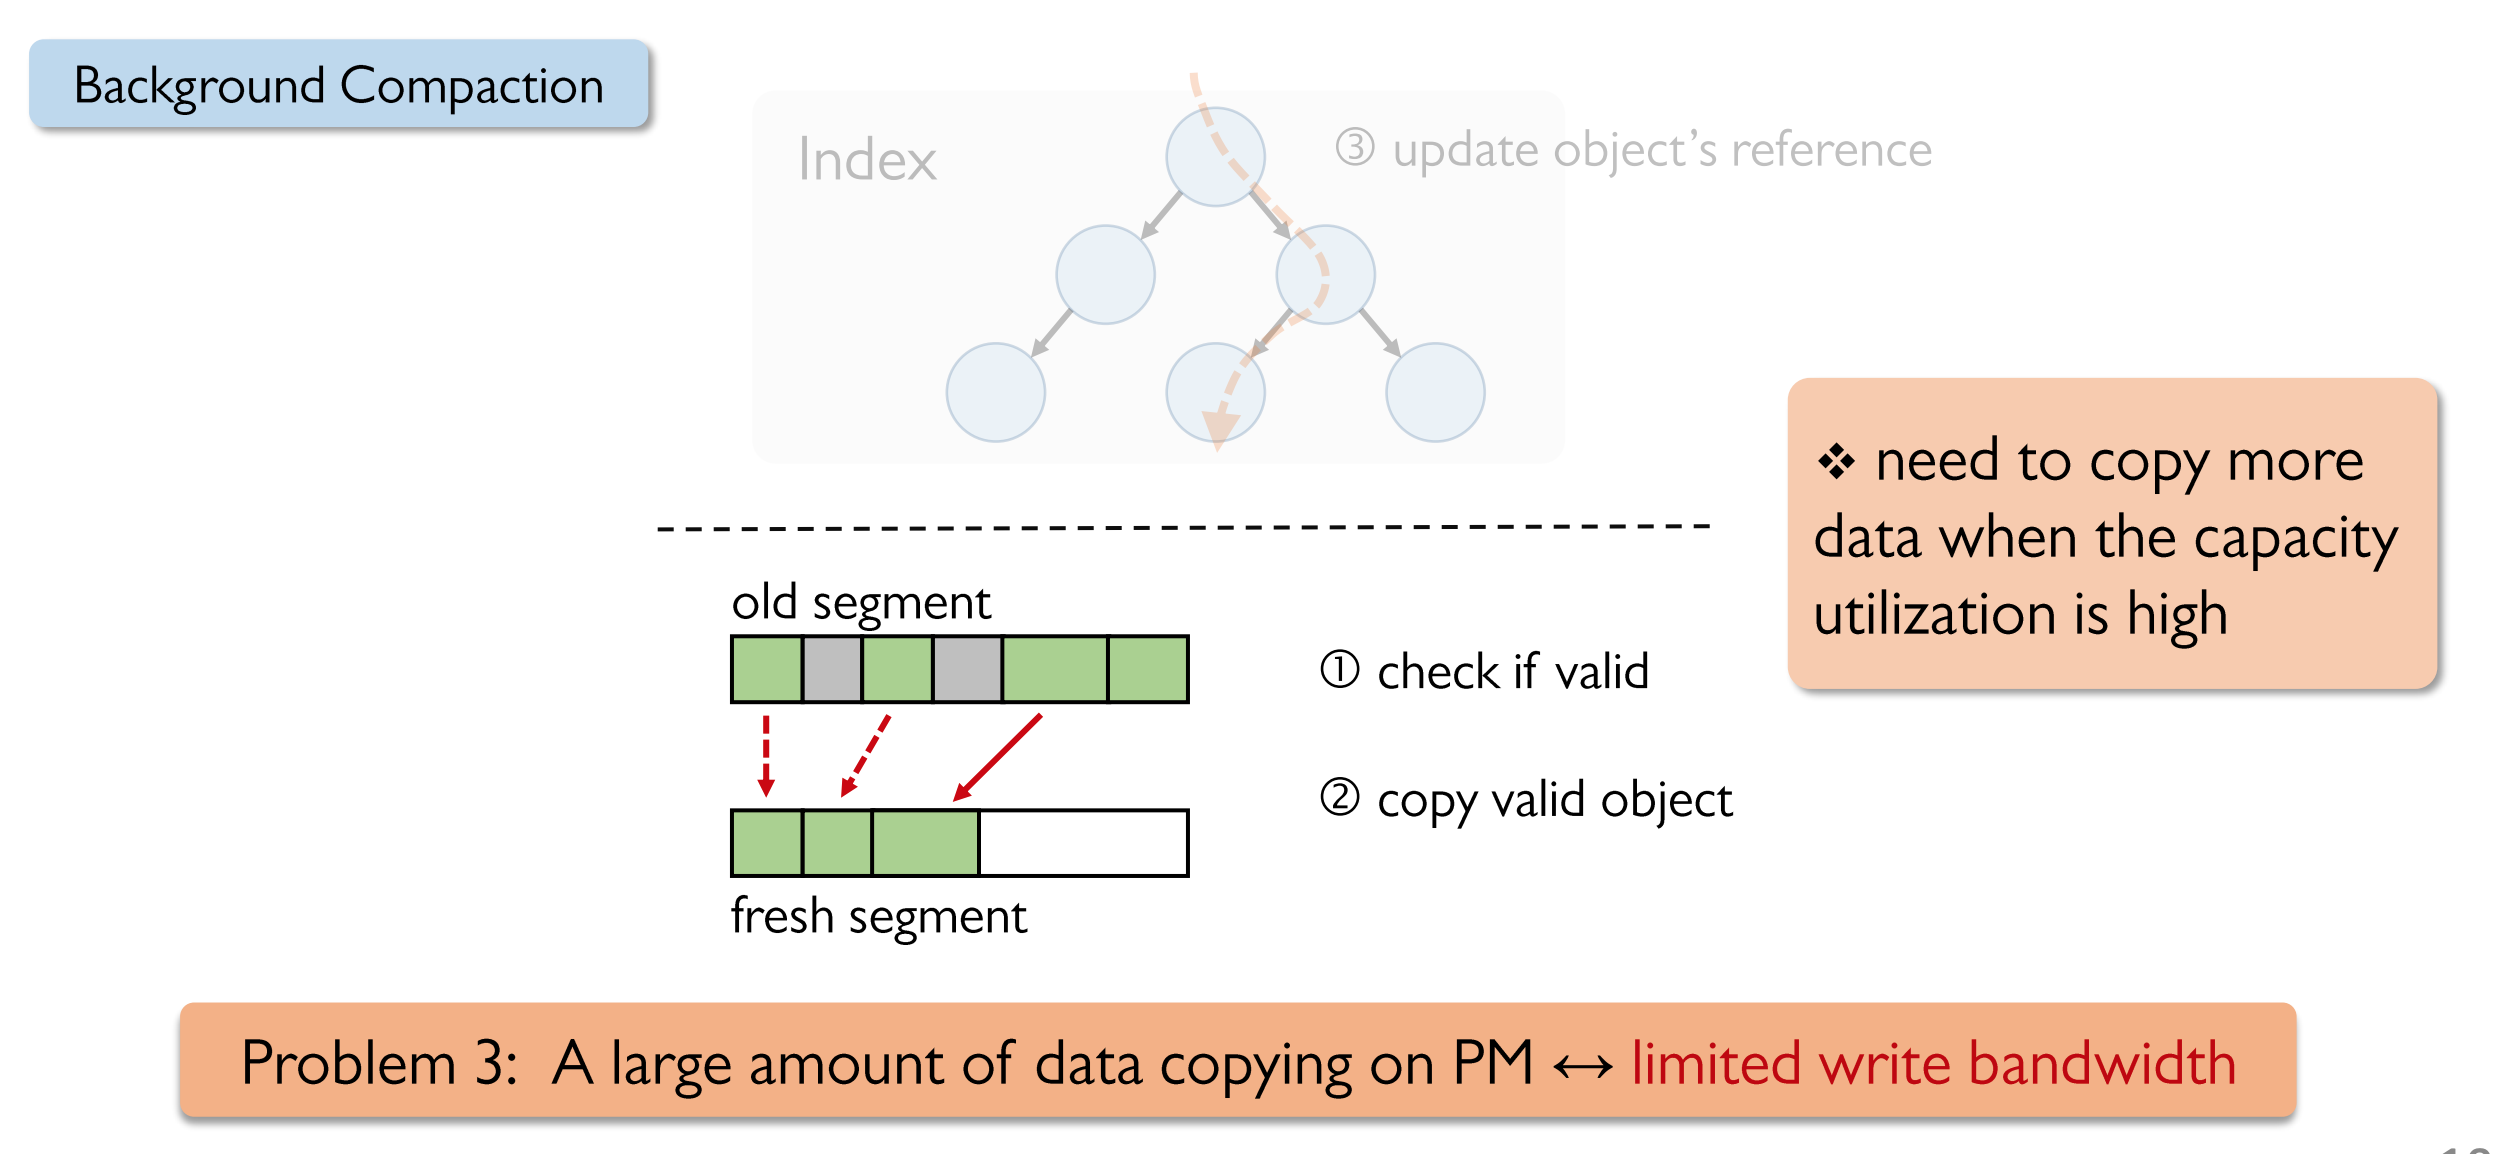 Background Compaction
Index
③ update object’s reference
❖ need to copy more
data when the capacity
utilization is high
old segment
① check if valid
② copy valid object
fresh segment
Problem 3: A large amount of data copying on PM ↔ limited write bandwidth